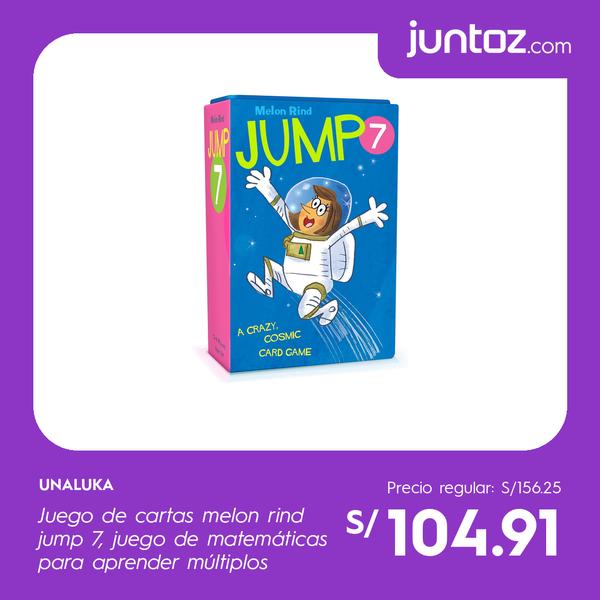 juntoz.com
Melon Rind
JUMP 7
Melon Rind
JUMP
7
A CRAZY,
COSMIC
CARD GAME
UNALUKA
Juego de cartas melon rind
jump 7, juego de matemáticas
para aprender múltiplos
Precio regular: S/156.25
S/ 104.91